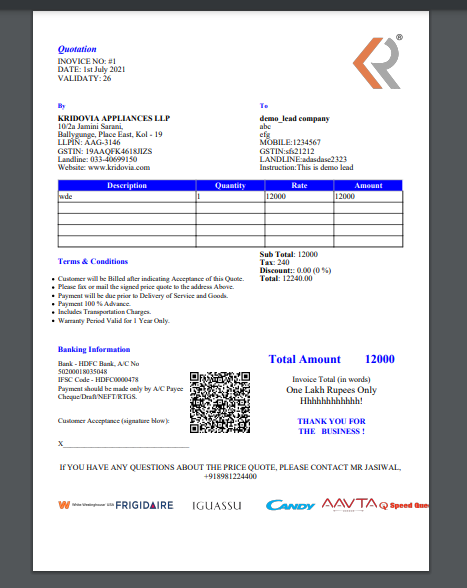 Quotation
INOVICE NO: #1
DATE: 1st July 2021
VALIDATY: 26
R®
By
KRIDOVIA APPLIANCES LLP
10/2a Jamini Sarani,
Ballygunge, Place East, Kol - 19
LLPIN: AAG-3146
GSTIN: 19AAQFK4618J1ZS
Landline: 033-40699150
Website: www.kridovia.com
To
demo_lead company
abc
efg
MOBILE:1234567
GSTIN:sfs21212
LANDLINE:adasdase2323
Instruction:This is demo lead
Description Quantity Rate Amount
wde 1 12000 12000
Sub Total: 12000
Tax: 240
Discount:: 0.00 (0 %)
Total: 12240.00
Terms & Conditions
• Customer will be Billed after indicating Acceptance of this Quote.
• Please fax or mail the signed price quote to the address Above.
• Payment will be due prior to Delivery of Service and Goods.
• Payment 100 % Advance.
• Includes Transportation Charges.
• Warranty Period Valid for 1 Year Only.
Banking Information
Bank - HDFC Bank, A/C No
50200018035048
IFSC Code - HDFC0000478
Payment should be made only by A/C Payee
Cheque/Draft/NEFT/RTGS.
Customer Acceptance (signature blow):
X
Total Amount 12000
Invoice Total (in words)
One Lakh Rupees Only
Hhhhhhhhhhh!
THANK YOU FOR
THE BUSINESS !
If YOU HAVE ANY QUESTIONS ABOUT THE PRICE QUOTE, PLEASE CONTACT MR JASIWAL,
+918981224400
W White-Westinghouse USA FRIGIDAIRE IGUASSU CANDY AAVTA Q Speed Quee